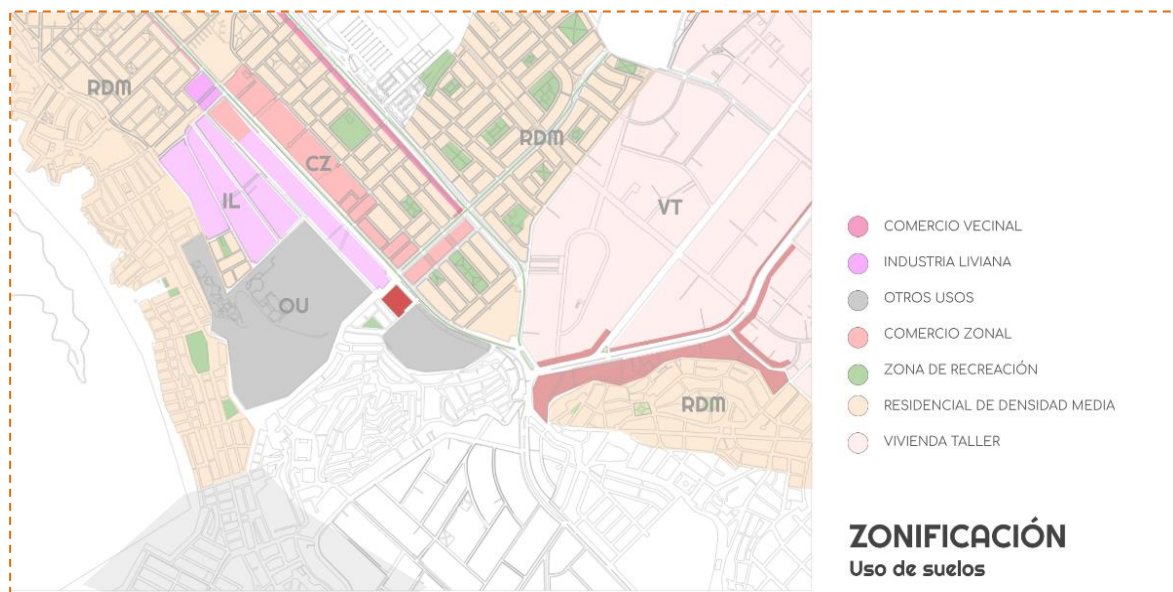 RDM
RDM
CZ
IL
VT
OU
RDM
COMERCIO VECINAL
INDUSTRIA LIVIANA
OTROS USOS
COMERCIO ZONAL
ZONA DE RECREACIÓN
RESIDENCIAL DE DENSIDAD MEDIA
VIVIENDA TALLER
ZONIFICACIÓN
Uso de suelos